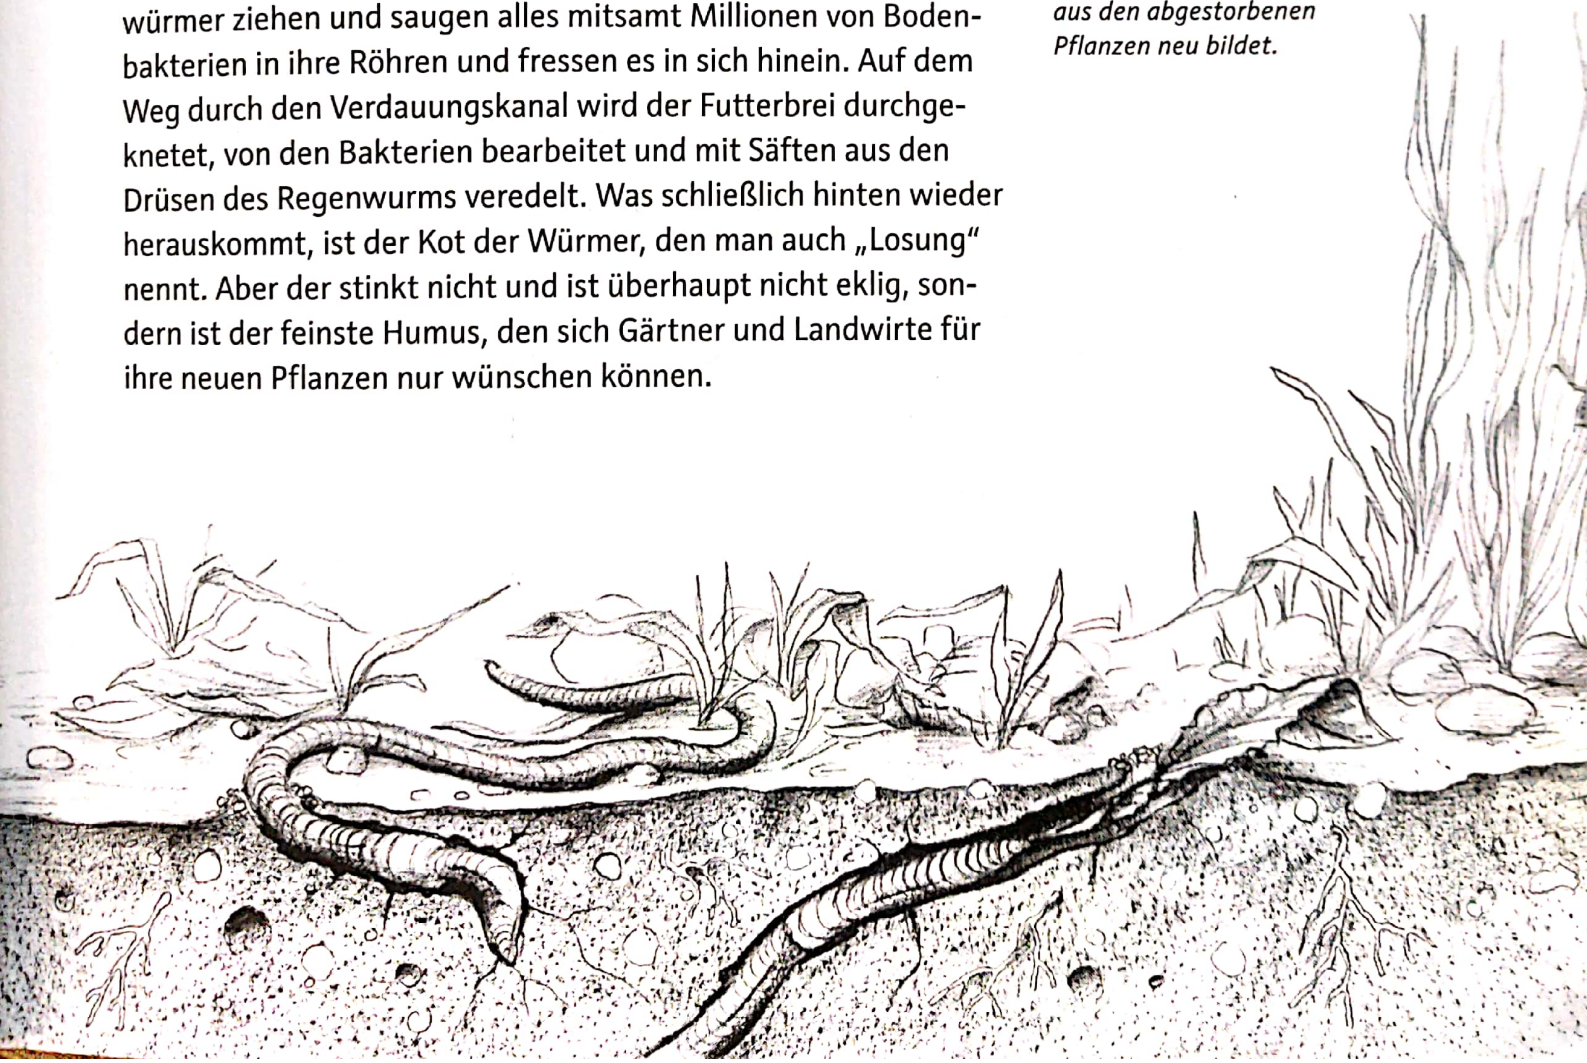 würmer ziehen und saugen alles mitsamt Millionen von Boden-
bakterien in ihre Röhren und fressen es in sich hinein. Auf dem
Weg durch den Verdauungskanal wird der Futterbrei durchge-
knetet, von den Bakterien bearbeitet und mit Säften aus den
Drüsen des Regenwurms veredelt. Was schließlich hinten wieder
herauskommt, ist der Kot der Würmer, den man auch „Losung“
nennt. Aber der stinkt nicht und ist überhaupt nicht eklig, son-
dern ist der feinste Humus, den sich Gärtner und Landwirte für
ihre neuen Pflanzen nur wünschen können.
aus den abgestorbenen
Pflanzen neu bildet.